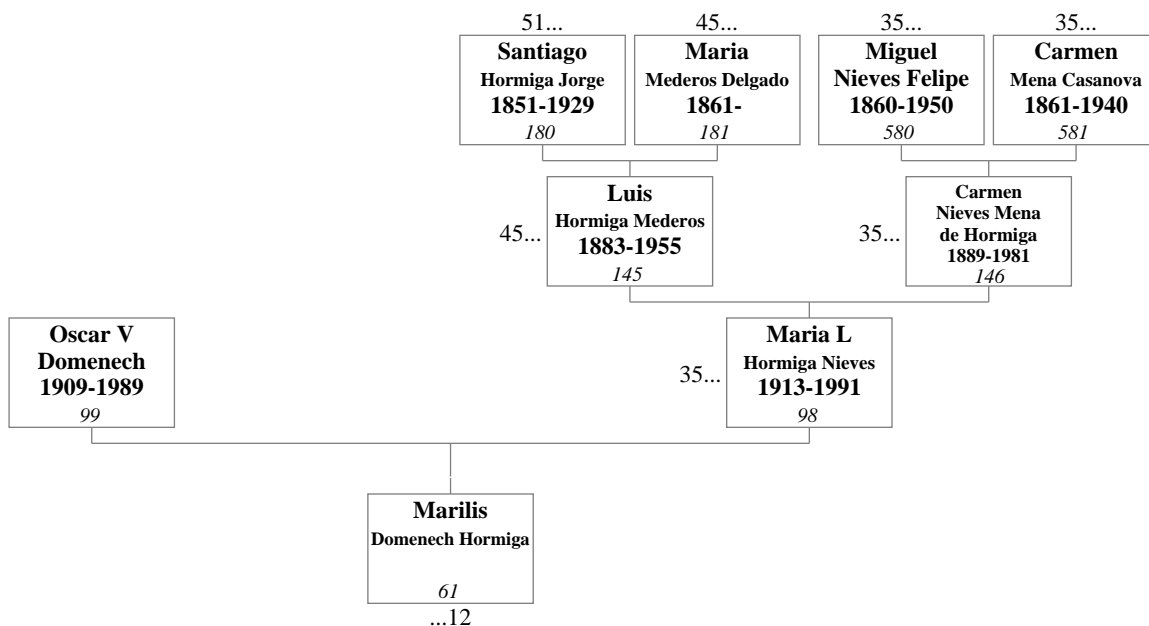 51...
Santiago
Hormiga Jorge
1851-1929
180
45...
Maria
Mederos Delgado
1861-
181
35...
Miguel
Nieves Felipe
1860-1950
580
35...
Carmen
Mena Casanova
1861-1940
581
45...
Luis
Hormiga Mederos
1883-1955
145
35...
Carmen
Nieves Mena
de Hormiga
1889-1981
146
Oscar V
Domenech
1909-1989
99
35...
Maria L
Hormiga Nieves
1913-1991
98
Marilis
Domenech Hormiga
61
...12